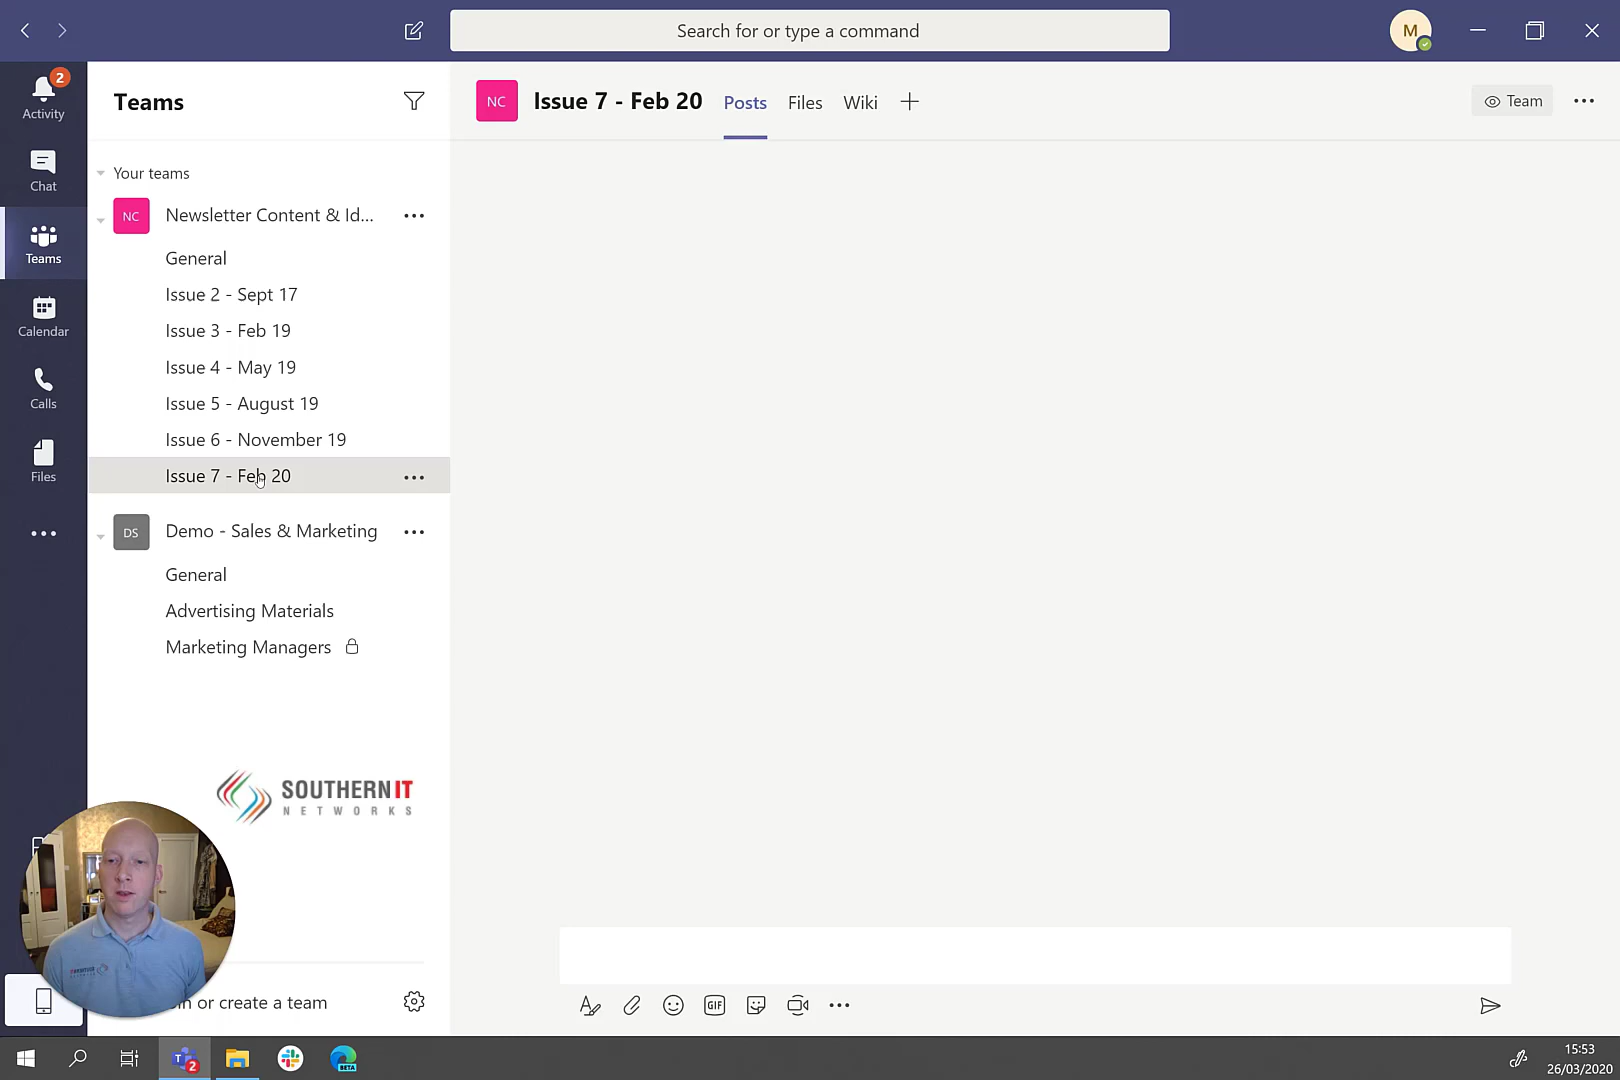 Search for or type a command
M
2
Activity
Chat
Teams
Calendar
Calls
Files
Teams
Your teams
NC
Newsletter Content & Id...
General
Issue 2 - Sept 17
Issue 3 - Feb 19
Issue 4 - May 19
Issue 5 - August 19
Issue 6 - November 19
Issue 7 - Feb 20
DS
Demo - Sales & Marketing
General
Advertising Materials
Marketing Managers
SOUTHERN IT
NETWORKS
or create a team
NC
Issue 7 - Feb 20
Posts
Files
Wiki
Team
GIF
T
2
BETA
15:53
26/03/2020